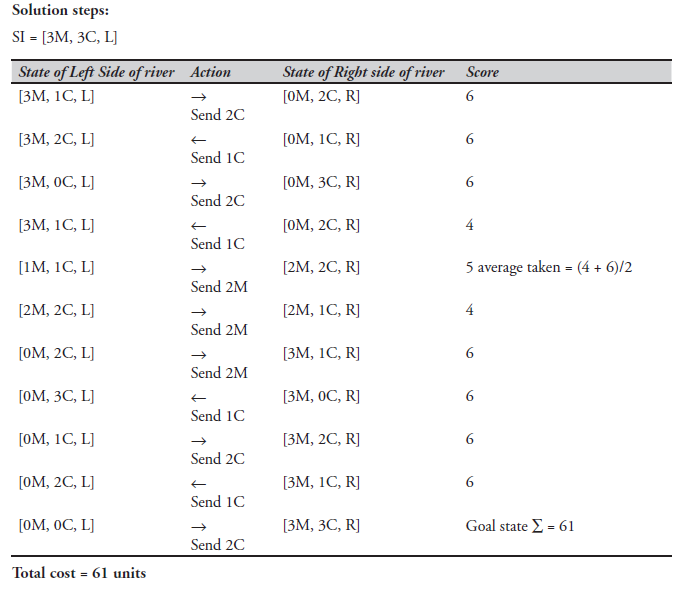 Solution steps:
SI = [3M, 3C, L]
State of Left Side of river Action State of Right side of river Score
[3M, 1C, L] → [0M, 2C, R] 6
Send 2C
[3M, 2C, L] ← [0M, 1C, R] 6
Send 1C
[3M, 0C, L] → [0M, 3C, R] 6
Send 2C
[3M, 1C, L] ← [0M, 2C, R] 4
Send 1C
[1M, 1C, L] → [2M, 2C, R] 5 average taken = (4 + 6)/2
Send 2M
[2M, 2C, L] → [2M, 1C, R] 4
Send 2M
[0M, 2C, L] → [3M, 1C, R] 6
Send 2M
[0M, 3C, L] ← [3M, 0C, R] 6
Send 1C
[0M, 1C, L] → [3M, 2C, R] 6
Send 2C
[0M, 2C, L] ← [3M, 1C, R] 6
Send 1C
[0M, 0C, L] → [3M, 3C, R] Goal state ∑ = 61
Send 2C
Total cost = 61 units